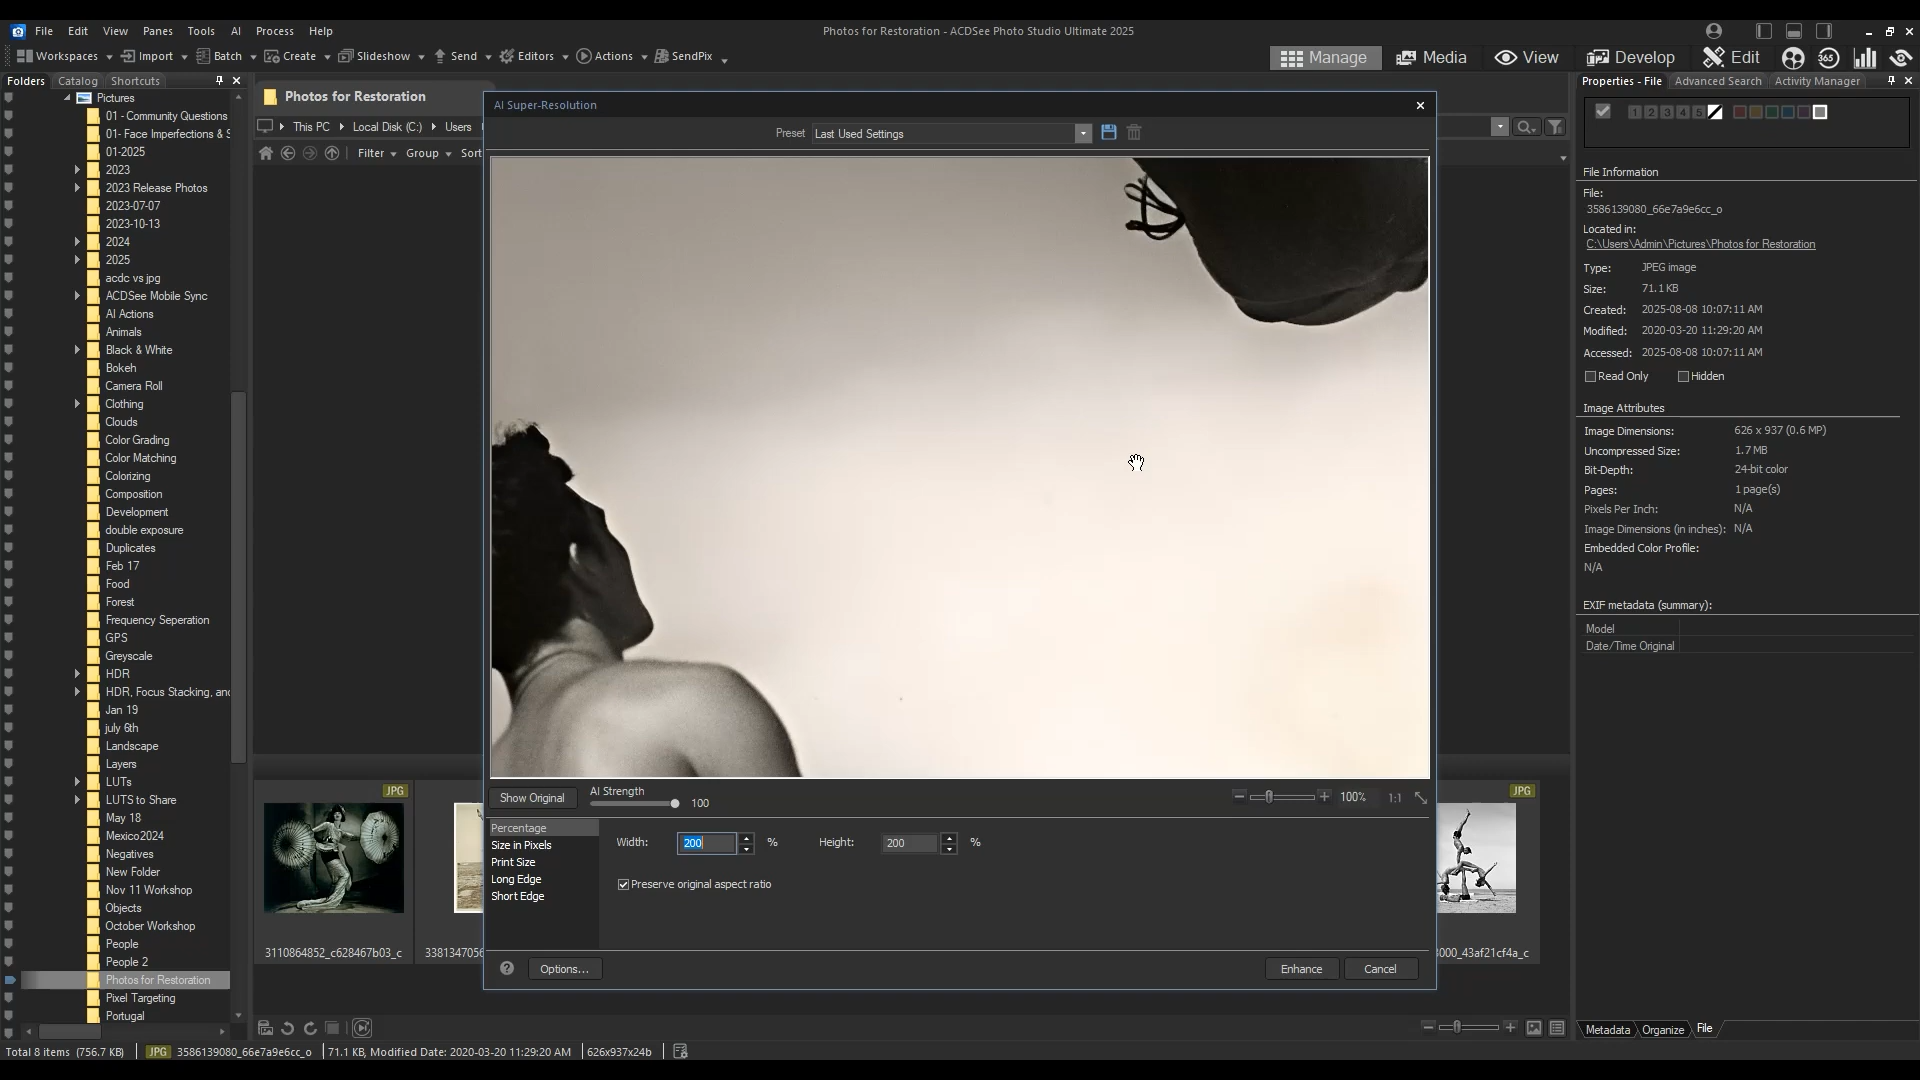 File Edit View Panes Tools AI Process Help
Photos for Restoration - ACDSee Photo Studio Ultimate 2025
Workspaces Import Batch Create Slideshow Send Editors Actions SendPix
Manage Media View Develop Edit 365
Folders Catalog Shortcuts
Pictures
01 - Community Questions
01- Face Imperfections & S
01-2025
2023
2023 Release Photos
2023-07-07
2023-10-13
2024
2025
acdc vs jpg
ACDSee Mobile Sync
AI Actions
Animals
Black & White
Bokeh
Camera Roll
Clothing
Clouds
Color Grading
Color Matching
Colorizing
Composition
Development
double exposure
Duplicates
Feb 17
Food
Forest
Frequency Seperation
GPS
Greyscale
HDR
HDR, Focus Stacking, and
Jan 19
july 6th
Landscape
Layers
LUTs
LUTS to Share
May 18
Mexico2024
Negatives
New Folder
Nov 11 Workshop
Objects
October Workshop
People
People 2
Photos for Restoration
Pixel Targeting
Portugal
Photos for Restoration
This PC Local Disk (C:) Users
Filter Group Sort
AI Super-Resolution
Preset Last Used Settings
Show Original AI Strength 100
100% 1:1
Percentage
Size in Pixels
Print Size
Long Edge
Short Edge
Width: 200 % Height: 200 %
Preserve original aspect ratio
Options... Enhance Cancel
JPG
3110864852_c628467b03_c
3381347056
JPG
3000_43af21cf4a_c
Properties - File Advanced Search Activity Manager
1 2 3 4 5
File Information
File:
3586139080_66e7a9e6cc_o
Located in:
C:\Users\Admin\Pictures\Photos for Restoration
Type: JPEG image
Size: 71.1 KB
Created: 2025-08-08 10:07:11 AM
Modified: 2020-03-20 11:29:20 AM
Accessed: 2025-08-08 10:07:11 AM
Read Only Hidden
Image Attributes
Image Dimensions: 626 x 937 (0.6 MP)
Uncompressed Size: 1.7 MB
Bit-Depth: 24-bit color
Pages: 1 page(s)
Pixels Per Inch: N/A
Image Dimensions (in inches): N/A
Embedded Color Profile:
N/A
EXIF metadata (summary):
Model
Date/Time Original
Metadata Organize File
Total 8 items (756.7 KB) JPG 3586139080_66e7a9e6cc_o 71.1 KB, Modified Date: 2020-03-20 11:29:20 AM 626x937x24b